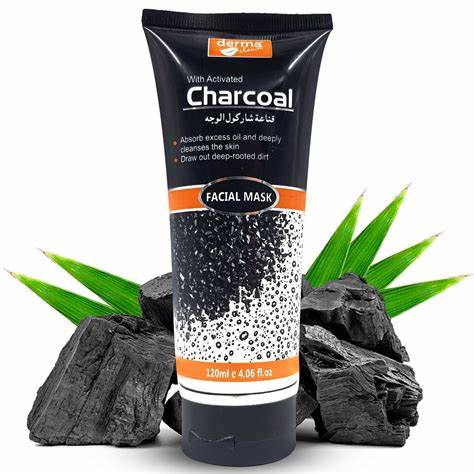 derma
With Activated
Charcoal
قناعة شاركول الوجه
Absorb excess oil and deeply
cleanses the skin
Draw out deep-rooted dirt
FACIAL MASK
120ml e 4.06 fl.oz